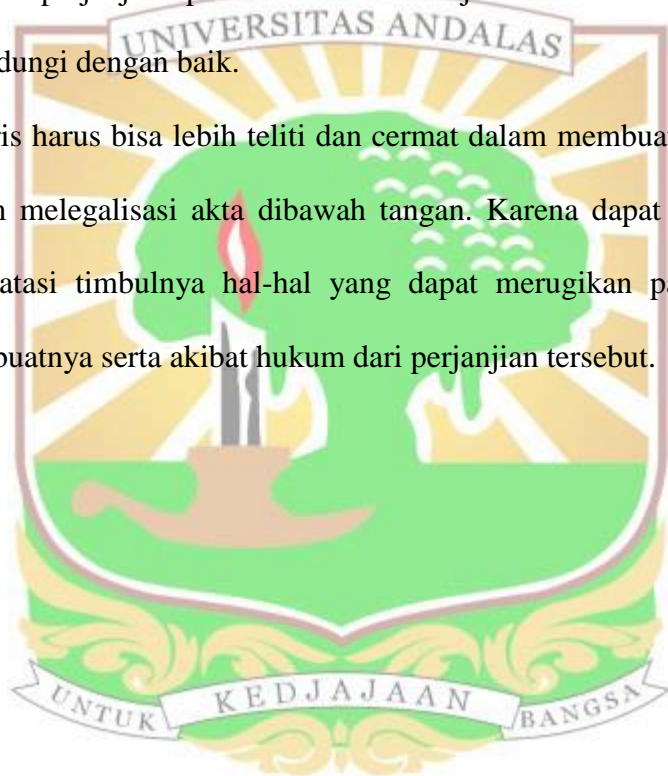 UNIVERSITAS ANDALAS
dungi dengan baik.
is harus bisa lebih teliti dan cermat dalam membuat
melegalisasi akta dibawah tangan. Karena dapat
atasi timbulnya hal-hal yang dapat merugikan pa
buatnya serta akibat hukum dari perjanjian tersebut.
UNTUK KEDJAJAAN BANGSA